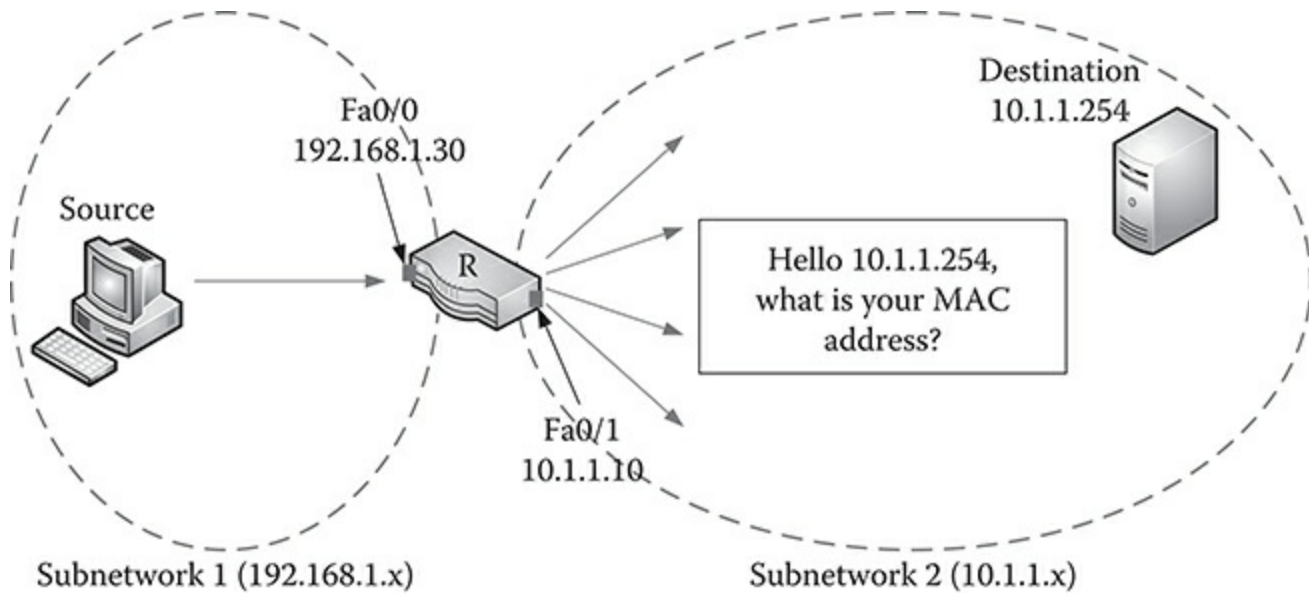 Destination
10.1.1.254
Fa0/0
192.168.1.30
Source
R
Hello 10.1.1.254,
what is your MAC
address?
Fa0/1
10.1.1.10
Subnetwork 1 (192.168.1.x)
Subnetwork 2 (10.1.1.x)